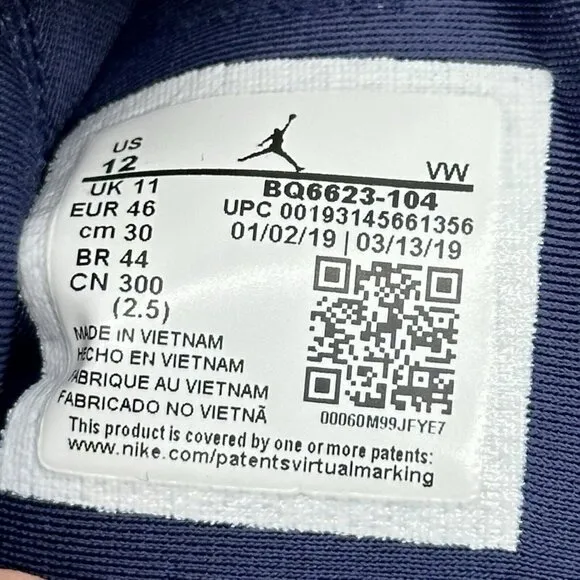 US
12
VW
UK 11
EUR 46
cm 30
BR 44
CN 300
(2.5)
BQ6623-104
UPC 00193145661356
01/02/19 | 03/13/19
00060M99JFYE7
MADE IN VIETNAM
HECHO EN VIETNAM
FABRIQUE AU VIETNAM
FABRICADO NO VIETNÃ
This product is covered by one or more patents:
www.nike.com/patentsvirtualmarking